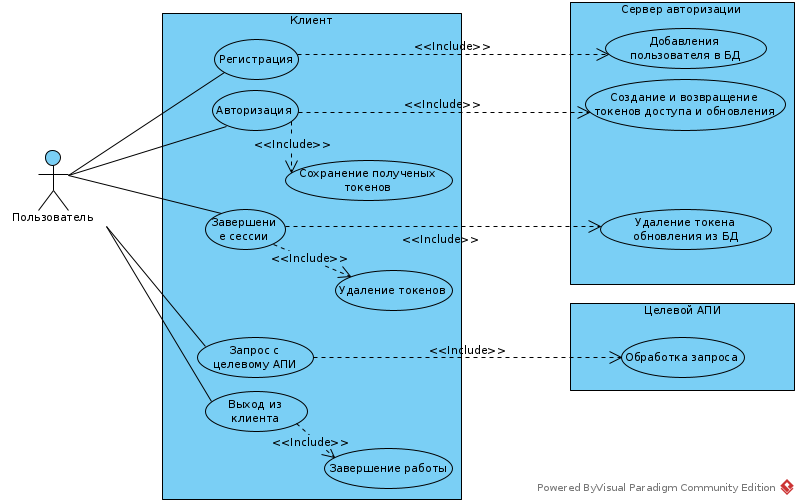 Клиент
Сервер авторизации
Регистрация
<<Include>>
Добавления
пользователя в БД
Авторизация
<<Include>>
Создание и возвращение
токенов доступа и обновления
<<Include>>
Сохранение полученых
токенов
Пользователь
Завершени
е сессии
<<Include>>
Удаление токена
обновления из БД
<<Include>>
Удаление токенов
Целевой АПИ
Запрос с
целевому АПИ
<<Include>>
Обработка запроса
Выход из
клиента
<<Include>>
Завершение работы
Powered ByVisual Paradigm Community Edition